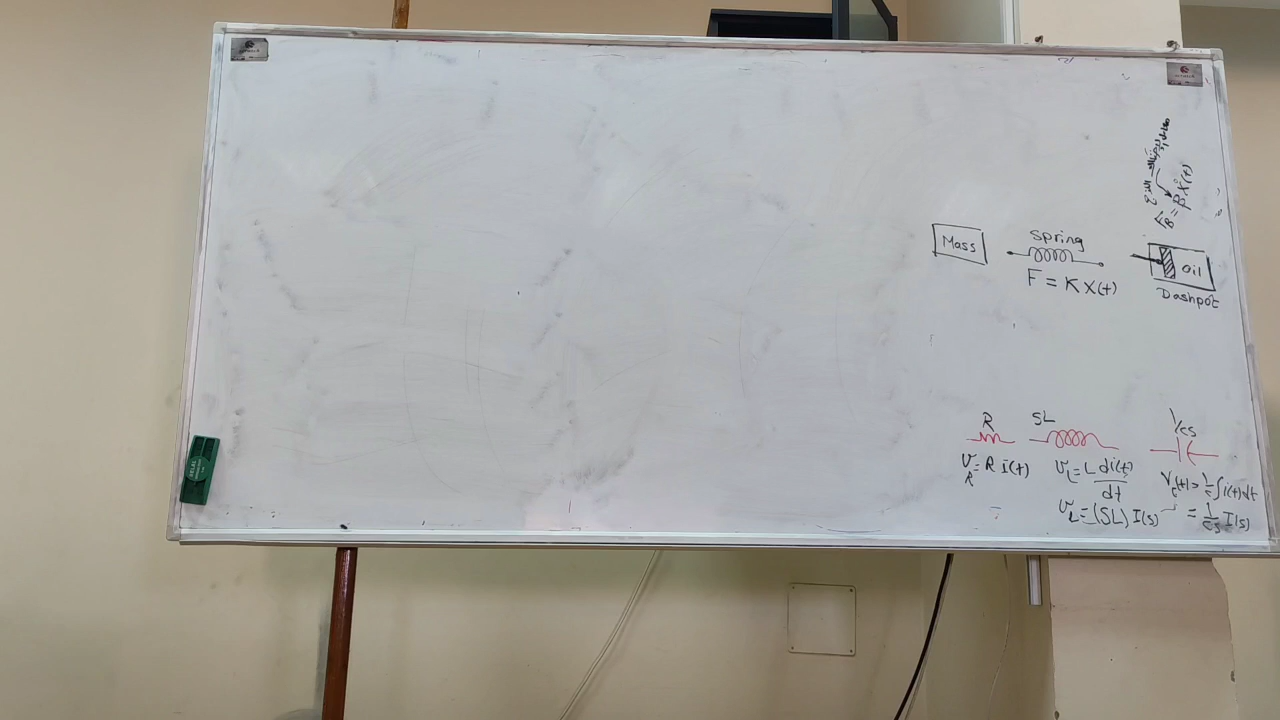 F_B = β Ẋ(t)
Mass
Spring
F = K X(t)
oil
Dashpot
R
SL
1/CS
V_R = R I(t)
V_L = L di(t)/dt
V_C(t) = 1/C ∫ i(t) dt
V_L = (SL) I(s)
= 1/CS I(s)